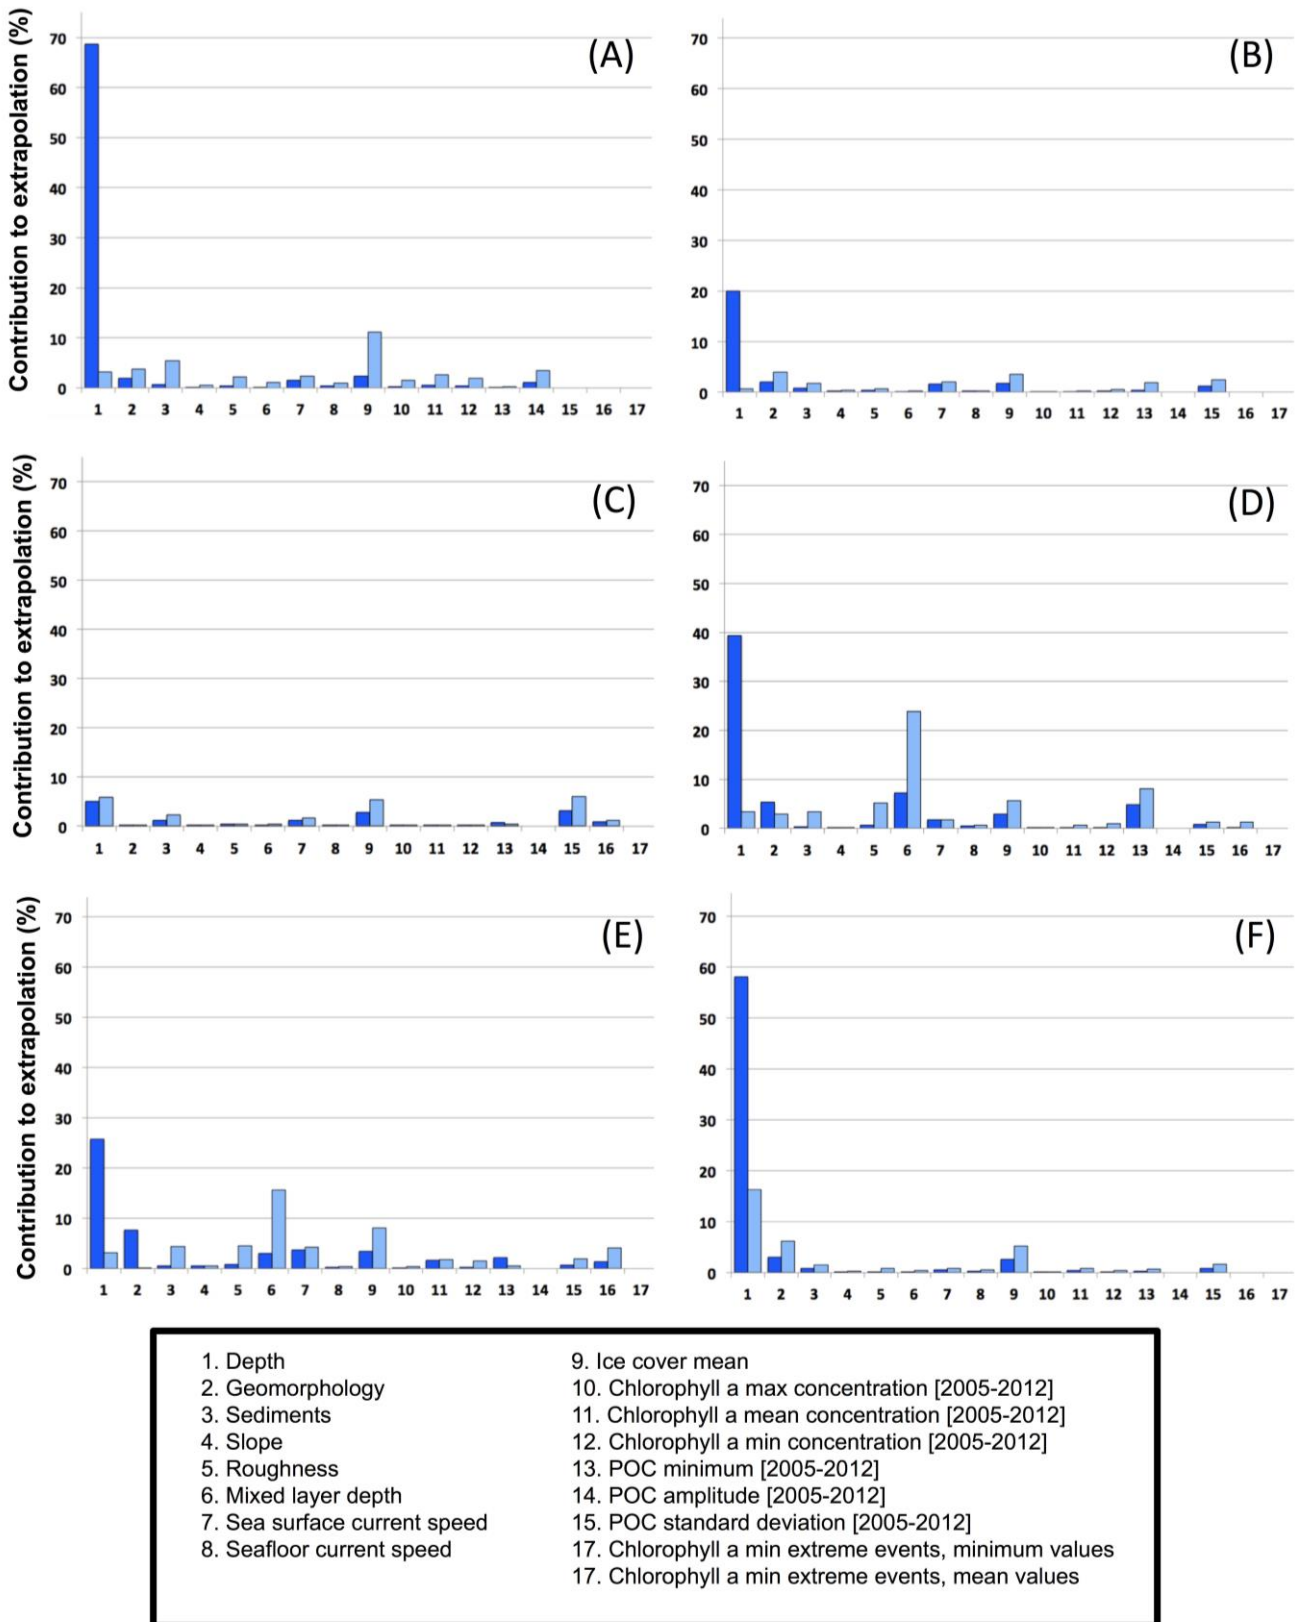 Contribution to extrapolation (%)
(A)
70
60
50
40
30
20
10
0
1 2 3 4 5 6 7 8 9 10 11 12 13 14 15 16 17
(B)
70
60
50
40
30
20
10
0
1 2 3 4 5 6 7 8 9 10 11 12 13 14 15 16 17
Contribution to extrapolation (%)
(C)
70
60
50
40
30
20
10
0
1 2 3 4 5 6 7 8 9 10 11 12 13 14 15 16 17
(D)
70
60
50
40
30
20
10
0
1 2 3 4 5 6 7 8 9 10 11 12 13 14 15 16 17
Contribution to extrapolation (%)
(E)
70
60
50
40
30
20
10
0
1 2 3 4 5 6 7 8 9 10 11 12 13 14 15 16 17
(F)
70
60
50
40
30
20
10
0
1 2 3 4 5 6 7 8 9 10 11 12 13 14 15 16 17
1. Depth
2. Geomorphology
3. Sediments
4. Slope
5. Roughness
6. Mixed layer depth
7. Sea surface current speed
8. Seafloor current speed
9. Ice cover mean
10. Chlorophyll a max concentration [2005-2012]
11. Chlorophyll a mean concentration [2005-2012]
12. Chlorophyll a min concentration [2005-2012]
13. POC minimum [2005-2012]
14. POC amplitude [2005-2012]
15. POC standard deviation [2005-2012]
17. Chlorophyll a min extreme events, minimum values
17. Chlorophyll a min extreme events, mean values